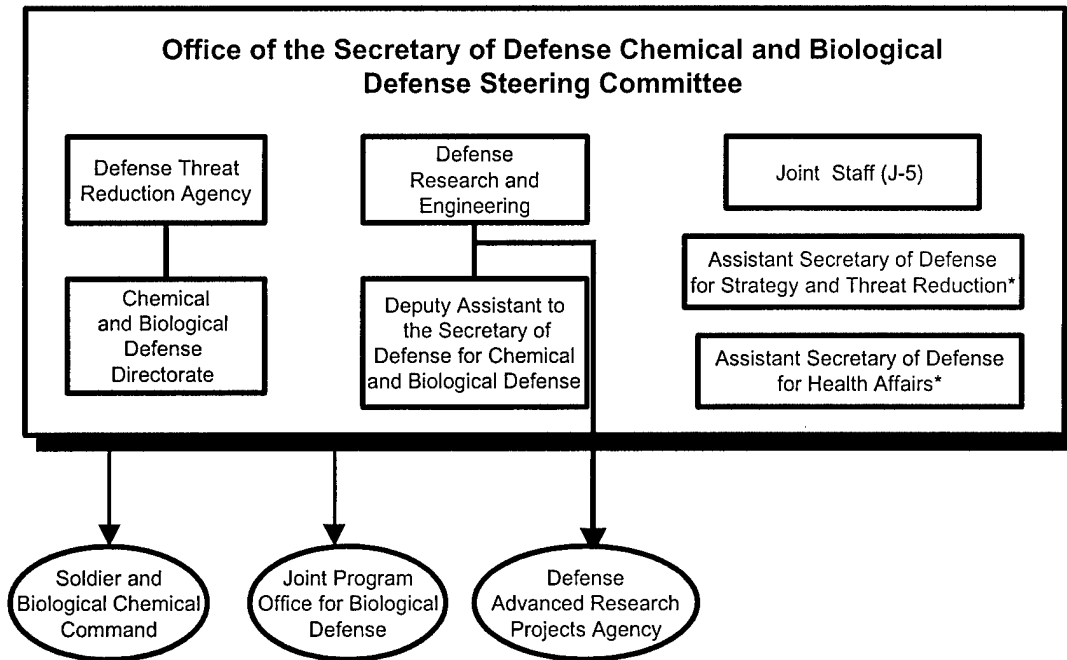 Office of the Secretary of Defense Chemical and Biological
Defense Steering Committee
Defense Threat
Reduction Agency
Defense
Research and
Engineering
Joint Staff (J-5)
Chemical
and Biological
Defense
Directorate
Deputy Assistant to
the Secretary of
Defense for Chemical
and Biological Defense
Assistant Secretary of Defense
for Strategy and Threat Reduction*
Assistant Secretary of Defense
for Health Affairs*
Soldier and
Biological Chemical
Command
Joint Program
Office for Biological
Defense
Defense
Advanced Research
Projects Agency